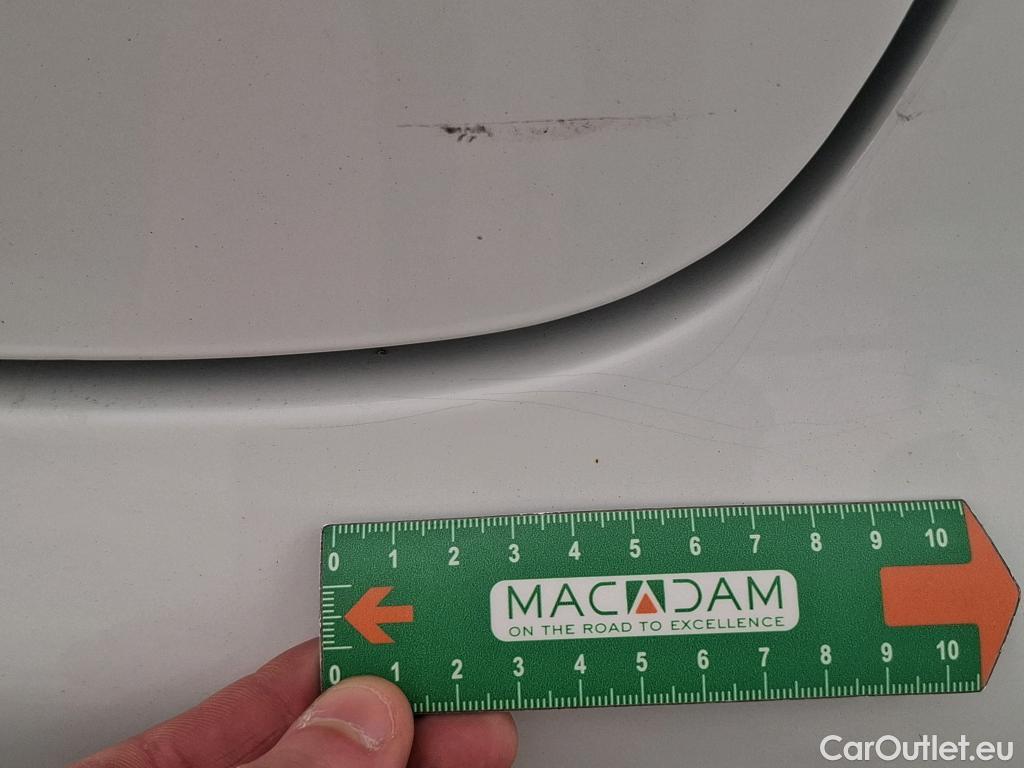 0 1 2 3 4 5 6 7 8 9 10
MACADAM
ON THE ROAD TO EXCELLENCE
0 1 2 3 4 5 6 7 8 9 10
CarOutlet.eu